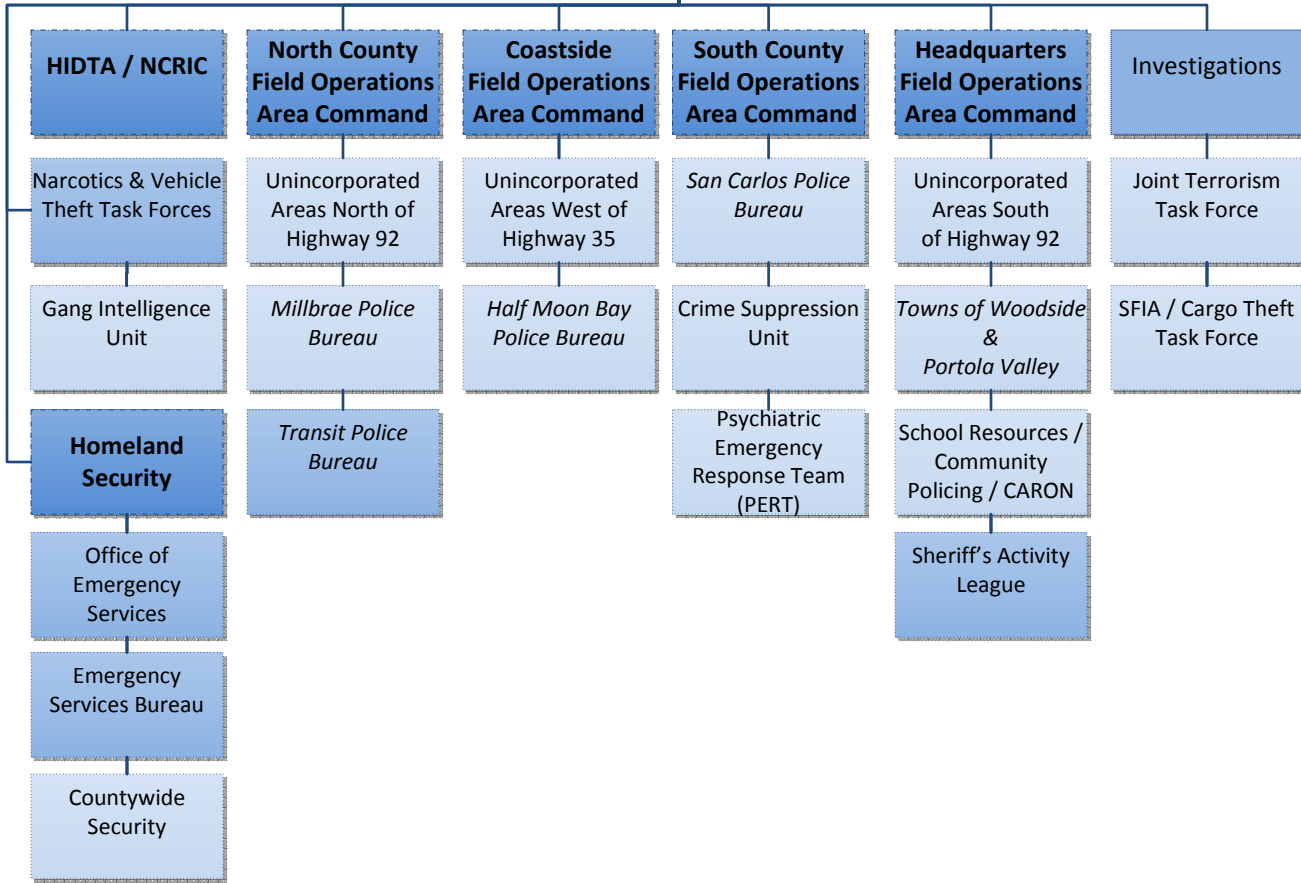 HIDTA / NCRIC
North County
Field Operations
Area Command
Coastside
Field Operations
Area Command
South County
Field Operations
Area Command
Headquarters
Field Operations
Area Command
Investigations
Narcotics & Vehicle
Theft Task Forces
Unincorporated
Areas North of
Highway 92
Unincorporated
Areas West of
Highway 35
San Carlos Police
Bureau
Unincorporated
Areas South
of Highway 92
Joint Terrorism
Task Force
Gang Intelligence
Unit
Millbrae Police
Bureau
Half Moon Bay
Police Bureau
Crime Suppression
Unit
Towns of Woodside
&
Portola Valley
SFIA / Cargo Theft
Task Force
Homeland
Security
Transit Police
Bureau
Psychiatric
Emergency
Response Team
(PERT)
School Resources /
Community
Policing / CARON
Office of
Emergency
Services
Sheriff’s Activity
League
Emergency
Services Bureau
Countywide
Security